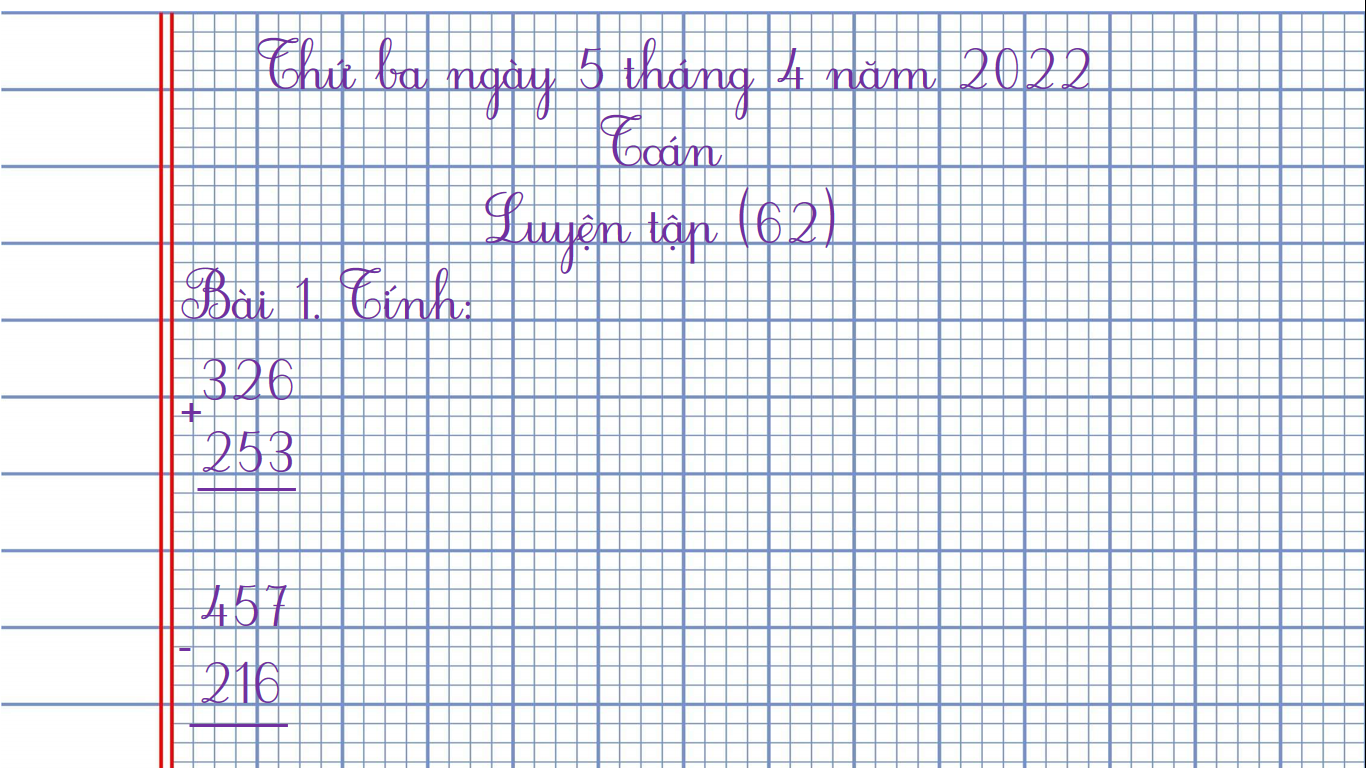 Thứ ba ngày 5 tháng 4 năm 2022
Toán
Luyện tập (62)
Bài 1. Tính:
326
+
253
457
-
216